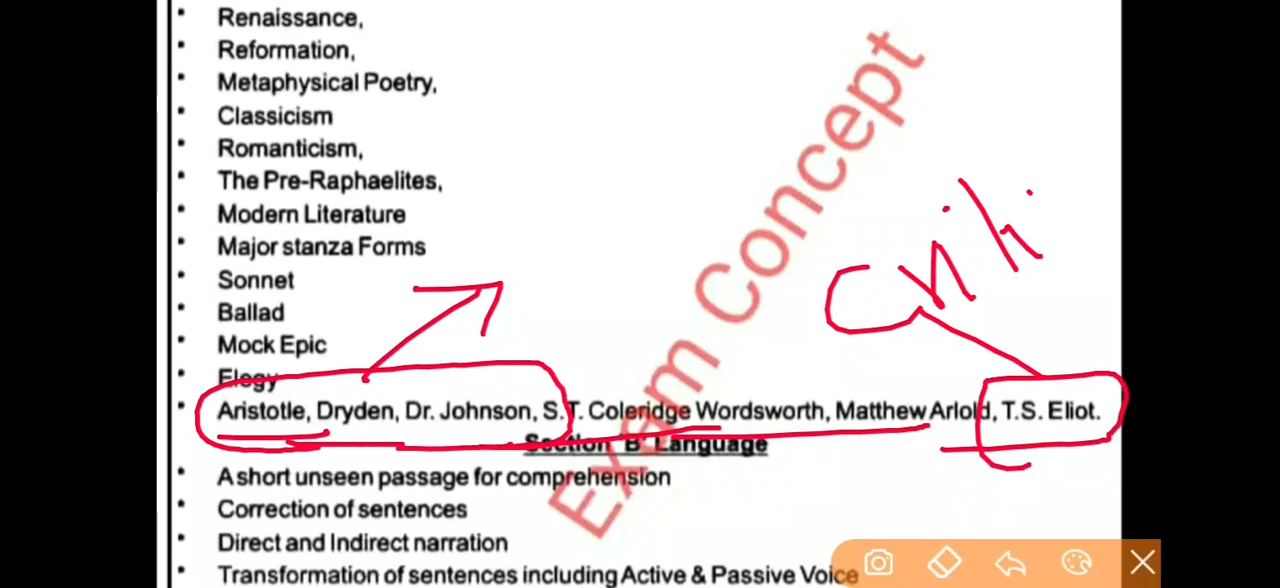 Renaissance,
Reformation,
Metaphysical Poetry,
Classicism
Romanticism,
The Pre-Raphaelites,
Modern Literature
Major stanza Forms
Sonnet
Ballad
Mock Epic
Elegy
Aristotle, Dryden, Dr. Johnson, S.T. Coleridge Wordsworth, Matthew Arlold, T.S. Eliot.
Section B Language
A short unseen passage for comprehension
Correction of sentences
Direct and Indirect narration
Transformation of sentences including Active & Passive Voice
Exam Concept